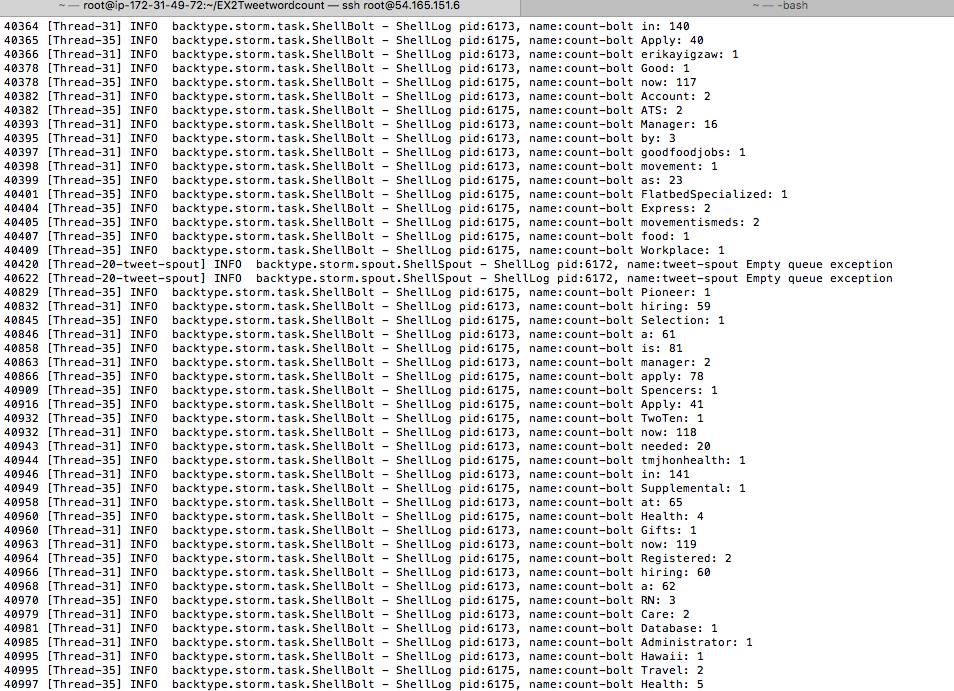 ~ — root@ip-172-31-49-72:~/EX2Tweetwordcount — ssh root@54.165.151.6
~ — -bash
40364 [Thread-31] INFO backtype.storm.task.ShellBolt - ShellLog pid:6173, name:count-bolt in: 140
40365 [Thread-35] INFO backtype.storm.task.ShellBolt - ShellLog pid:6175, name:count-bolt Apply: 40
40366 [Thread-31] INFO backtype.storm.task.ShellBolt - ShellLog pid:6173, name:count-bolt erikayigzaw: 1
40378 [Thread-31] INFO backtype.storm.task.ShellBolt - ShellLog pid:6173, name:count-bolt Good: 1
40378 [Thread-35] INFO backtype.storm.task.ShellBolt - ShellLog pid:6175, name:count-bolt now: 117
40382 [Thread-31] INFO backtype.storm.task.ShellBolt - ShellLog pid:6173, name:count-bolt Account: 2
40382 [Thread-35] INFO backtype.storm.task.ShellBolt - ShellLog pid:6175, name:count-bolt ATS: 2
40393 [Thread-31] INFO backtype.storm.task.ShellBolt - ShellLog pid:6173, name:count-bolt Manager: 16
40395 [Thread-31] INFO backtype.storm.task.ShellBolt - ShellLog pid:6173, name:count-bolt by: 3
40397 [Thread-35] INFO backtype.storm.task.ShellBolt - ShellLog pid:6175, name:count-bolt goodfoodjobs: 1
40398 [Thread-31] INFO backtype.storm.task.ShellBolt - ShellLog pid:6173, name:count-bolt movement: 1
40399 [Thread-35] INFO backtype.storm.task.ShellBolt - ShellLog pid:6175, name:count-bolt as: 23
40401 [Thread-31] INFO backtype.storm.task.ShellBolt - ShellLog pid:6173, name:count-bolt FlatbedSpecialized: 1
40404 [Thread-31] INFO backtype.storm.task.ShellBolt - ShellLog pid:6173, name:count-bolt Express: 2
40405 [Thread-35] INFO backtype.storm.task.ShellBolt - ShellLog pid:6175, name:count-bolt movementismeds: 2
40407 [Thread-35] INFO backtype.storm.task.ShellBolt - ShellLog pid:6175, name:count-bolt food: 1
40409 [Thread-35] INFO backtype.storm.task.ShellBolt - ShellLog pid:6175, name:count-bolt Workplace: 1
40420 [Thread-20-tweet-spout] INFO backtype.storm.spout.ShellSpout - ShellLog pid:6172, name:tweet-spout Empty queue exception
40622 [Thread-20-tweet-spout] INFO backtype.storm.spout.ShellSpout - ShellLog pid:6172, name:tweet-spout Empty queue exception
40829 [Thread-35] INFO backtype.storm.task.ShellBolt - ShellLog pid:6175, name:count-bolt Pioneer: 1
40832 [Thread-31] INFO backtype.storm.task.ShellBolt - ShellLog pid:6173, name:count-bolt hiring: 59
40845 [Thread-35] INFO backtype.storm.task.ShellBolt - ShellLog pid:6175, name:count-bolt Selection: 1
40846 [Thread-31] INFO backtype.storm.task.ShellBolt - ShellLog pid:6173, name:count-bolt a: 61
40858 [Thread-35] INFO backtype.storm.task.ShellBolt - ShellLog pid:6175, name:count-bolt is: 81
40863 [Thread-31] INFO backtype.storm.task.ShellBolt - ShellLog pid:6173, name:count-bolt manager: 2
40866 [Thread-35] INFO backtype.storm.task.ShellBolt - ShellLog pid:6175, name:count-bolt apply: 78
40909 [Thread-35] INFO backtype.storm.task.ShellBolt - ShellLog pid:6175, name:count-bolt Spencers: 1
40916 [Thread-35] INFO backtype.storm.task.ShellBolt - ShellLog pid:6175, name:count-bolt Apply: 41
40932 [Thread-35] INFO backtype.storm.task.ShellBolt - ShellLog pid:6175, name:count-bolt TwoTen: 1
40932 [Thread-31] INFO backtype.storm.task.ShellBolt - ShellLog pid:6173, name:count-bolt now: 118
40943 [Thread-31] INFO backtype.storm.task.ShellBolt - ShellLog pid:6173, name:count-bolt needed: 20
40944 [Thread-35] INFO backtype.storm.task.ShellBolt - ShellLog pid:6175, name:count-bolt tmjhonhealth: 1
40946 [Thread-31] INFO backtype.storm.task.ShellBolt - ShellLog pid:6173, name:count-bolt in: 141
40949 [Thread-35] INFO backtype.storm.task.ShellBolt - ShellLog pid:6175, name:count-bolt Supplemental: 1
40958 [Thread-31] INFO backtype.storm.task.ShellBolt - ShellLog pid:6173, name:count-bolt at: 65
40960 [Thread-35] INFO backtype.storm.task.ShellBolt - ShellLog pid:6175, name:count-bolt Health: 4
40960 [Thread-31] INFO backtype.storm.task.ShellBolt - ShellLog pid:6173, name:count-bolt Gifts: 1
40963 [Thread-31] INFO backtype.storm.task.ShellBolt - ShellLog pid:6173, name:count-bolt now: 119
40964 [Thread-35] INFO backtype.storm.task.ShellBolt - ShellLog pid:6175, name:count-bolt Registered: 2
40966 [Thread-31] INFO backtype.storm.task.ShellBolt - ShellLog pid:6173, name:count-bolt hiring: 60
40968 [Thread-31] INFO backtype.storm.task.ShellBolt - ShellLog pid:6173, name:count-bolt a: 62
40970 [Thread-35] INFO backtype.storm.task.ShellBolt - ShellLog pid:6175, name:count-bolt RN: 3
40979 [Thread-31] INFO backtype.storm.task.ShellBolt - ShellLog pid:6173, name:count-bolt Care: 2
40981 [Thread-35] INFO backtype.storm.task.ShellBolt - ShellLog pid:6175, name:count-bolt Database: 1
40985 [Thread-31] INFO backtype.storm.task.ShellBolt - ShellLog pid:6173, name:count-bolt Administrator: 1
40995 [Thread-31] INFO backtype.storm.task.ShellBolt - ShellLog pid:6173, name:count-bolt Hawaii: 1
40995 [Thread-35] INFO backtype.storm.task.ShellBolt - ShellLog pid:6175, name:count-bolt Travel: 2
40997 [Thread-35] INFO backtype.storm.task.ShellBolt - ShellLog pid:6175, name:count-bolt Health: 5